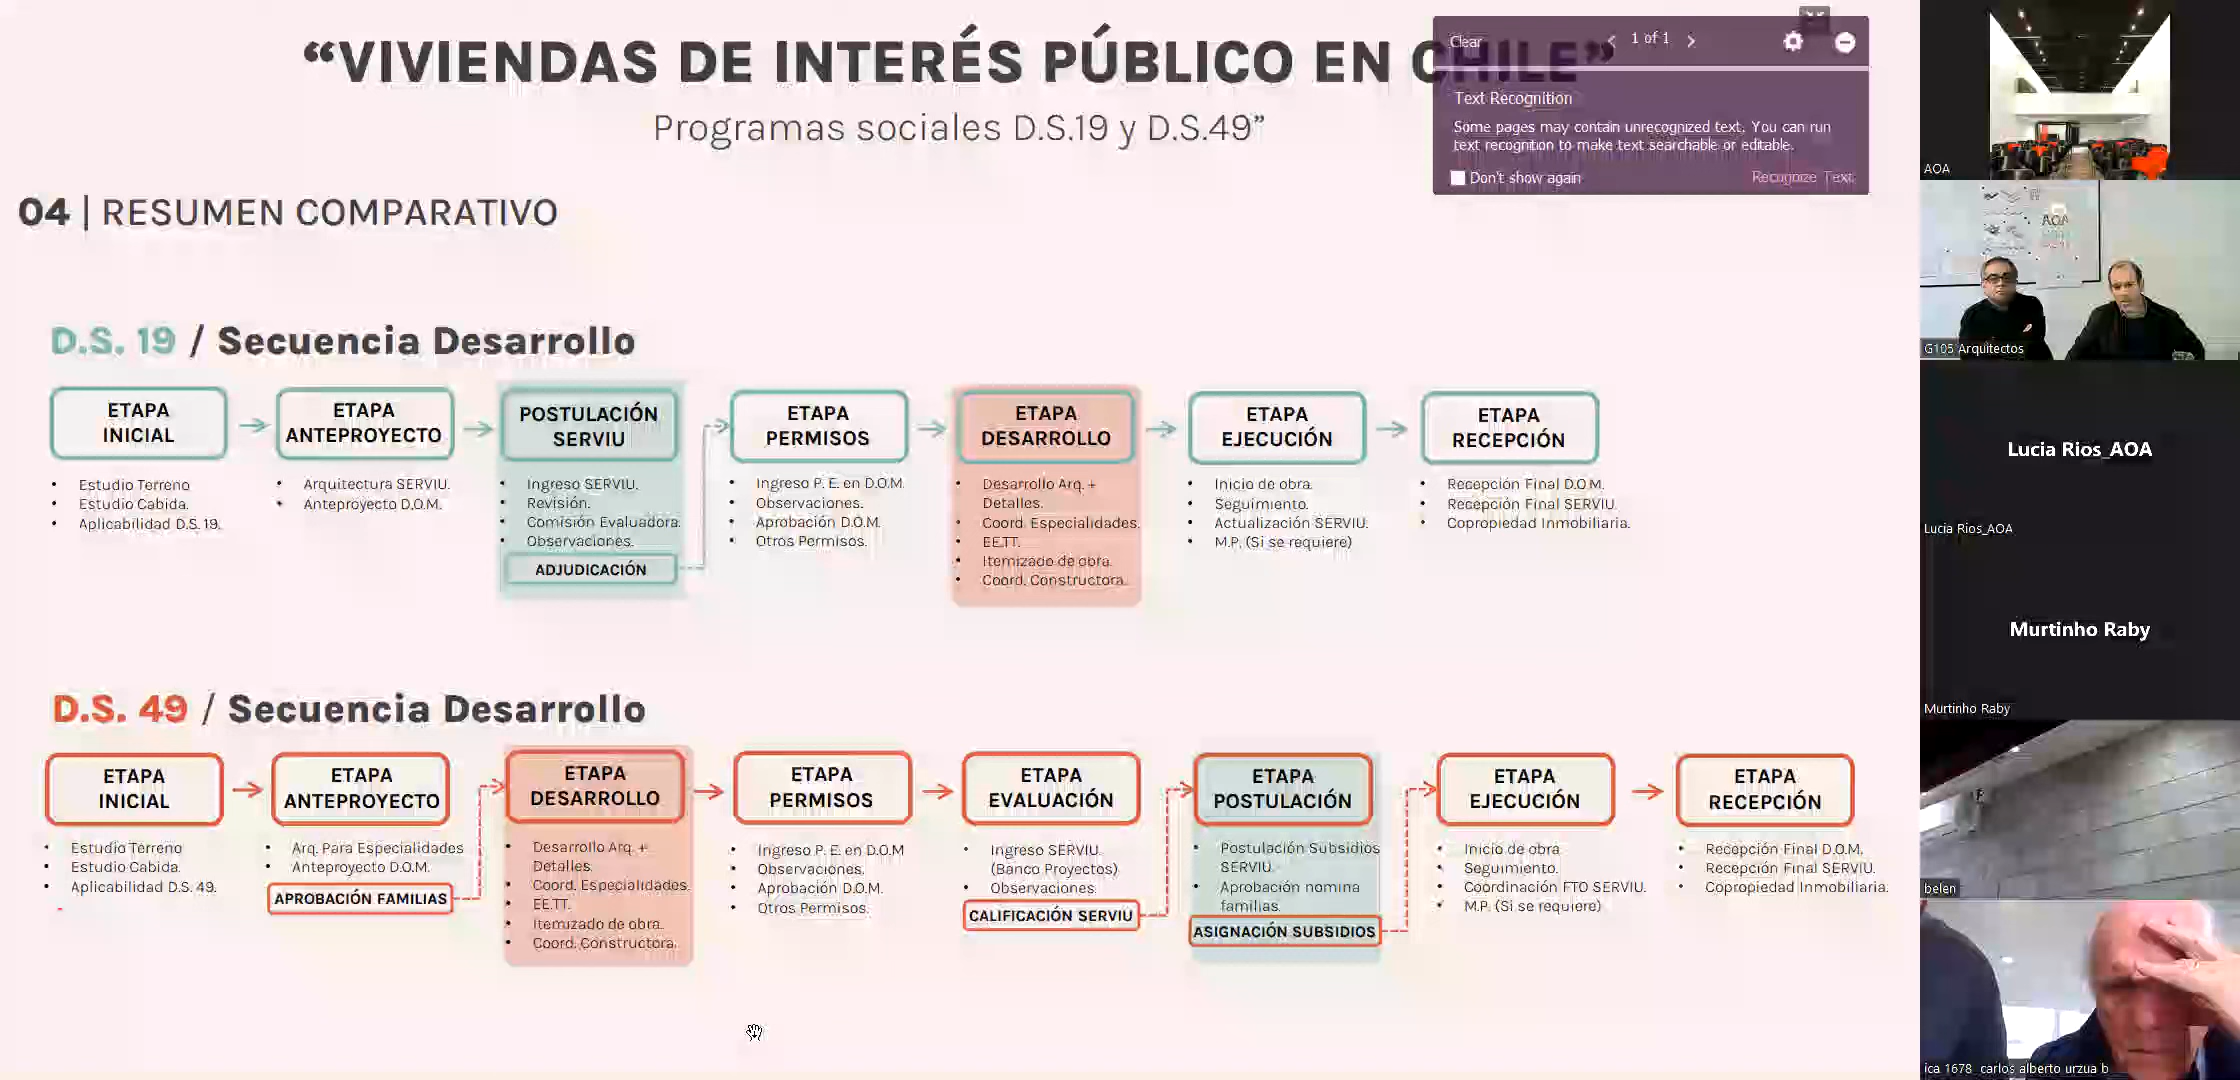 “VIVIENDAS DE INTERÉS PÚBLICO EN CHILE”
Programas sociales D.S.19 y D.S.49”
Clear
1 of 1
Text Recognition
Some pages may contain unrecognized text. You can run
text recognition to make text searchable or editable.
Don't show again
Recognize Text
04 | RESUMEN COMPARATIVO
D.S. 19 / Secuencia Desarrollo
ETAPA
INICIAL
• Estudio Terreno
• Estudio Cabida.
• Aplicabilidad D.S. 19.
ETAPA
ANTEPROYECTO
• Arquitectura SERVIU.
• Anteproyecto D.O.M.
POSTULACIÓN
SERVIU
• Ingreso SERVIU.
• Revisión.
• Comisión Evaluadora.
• Observaciones.
ADJUDICACIÓN
ETAPA
PERMISOS
• Ingreso P. E. en D.O.M.
• Observaciones.
• Aprobación D.O.M.
• Otros Permisos.
ETAPA
DESARROLLO
• Desarrollo Arq. +
Detalles.
• Coord. Especialidades.
• EE.TT.
• Itemizado de obra.
• Coord. Constructora.
ETAPA
EJECUCIÓN
• Inicio de obra.
• Seguimiento.
• Actualización SERVIU.
• M.P. (Si se requiere)
ETAPA
RECEPCIÓN
• Recepción Final D.O.M.
• Recepción Final SERVIU.
• Copropiedad Inmobiliaria.
D.S. 49 / Secuencia Desarrollo
ETAPA
INICIAL
• Estudio Terreno
• Estudio Cabida.
• Aplicabilidad D.S. 49.
ETAPA
ANTEPROYECTO
• Arq. Para Especialidades
• Anteproyecto D.O.M.
APROBACIÓN FAMILIAS
ETAPA
DESARROLLO
• Desarrollo Arq. +
Detalles.
• Coord. Especialidades.
• EE.TT.
• Itemizado de obra.
• Coord. Constructora.
ETAPA
PERMISOS
• Ingreso P. E. en D.O.M
• Observaciones.
• Aprobación D.O.M.
• Otros Permisos.
ETAPA
EVALUACIÓN
• Ingreso SERVIU.
(Banco Proyectos)
• Observaciones.
CALIFICACIÓN SERVIU
ETAPA
POSTULACIÓN
• Postulación Subsidios
SERVIU.
• Aprobación nomina
familias.
ASIGNACIÓN SUBSIDIOS
ETAPA
EJECUCIÓN
• Inicio de obra.
• Seguimiento.
• Coordinación FTO SERVIU.
• M.P. (Si se requiere)
ETAPA
RECEPCIÓN
• Recepción Final D.O.M.
• Recepción Final SERVIU.
• Copropiedad Inmobiliaria.
AOA
AOA
G105 Arquitectos
Lucia Rios_AOA
Lucia Rios_AOA
Murtinho Raby
Murtinho Raby
belen
ica 1678_carlos alberto urzua b